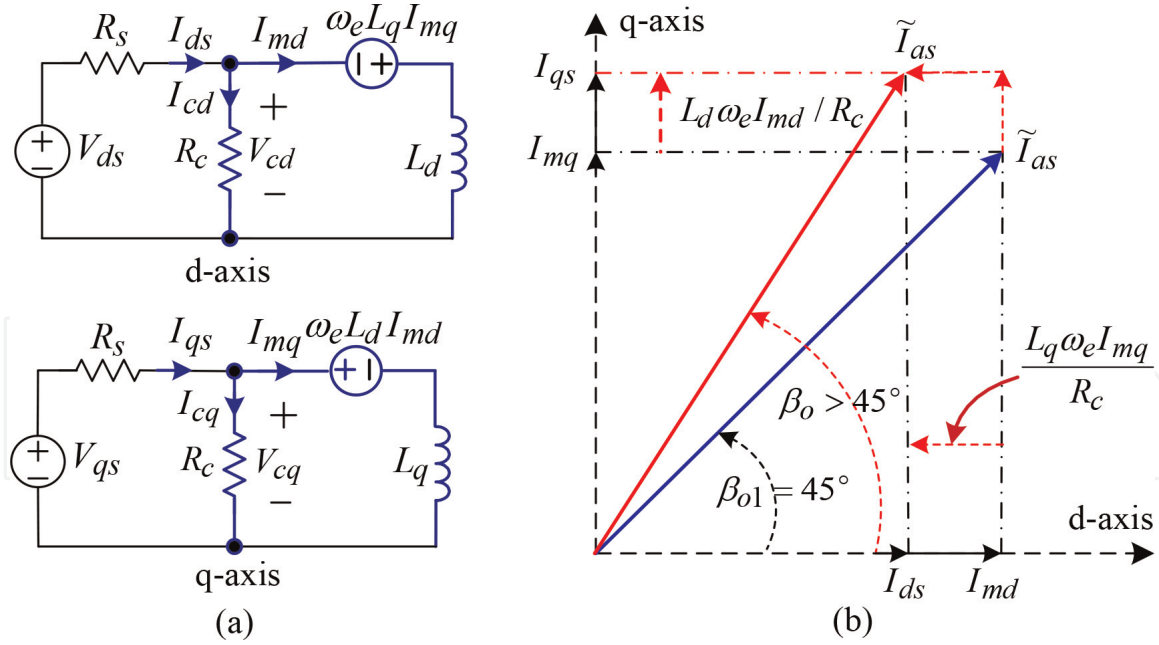 R_s I_ds I_md ω_e L_q I_mq
I_cd
V_ds R_c V_cd L_d
d-axis
R_s I_qs I_mq ω_e L_d I_md
I_cq
V_qs R_c V_cq L_q
q-axis
(a)
q-axis
I_qs Ĩ_as
L_d ω_e I_md / R_c
I_mq Ĩ_as
L_q ω_e I_mq
R_c
β_o > 45°
β_o1 = 45°
d-axis
I_ds I_md
(b)